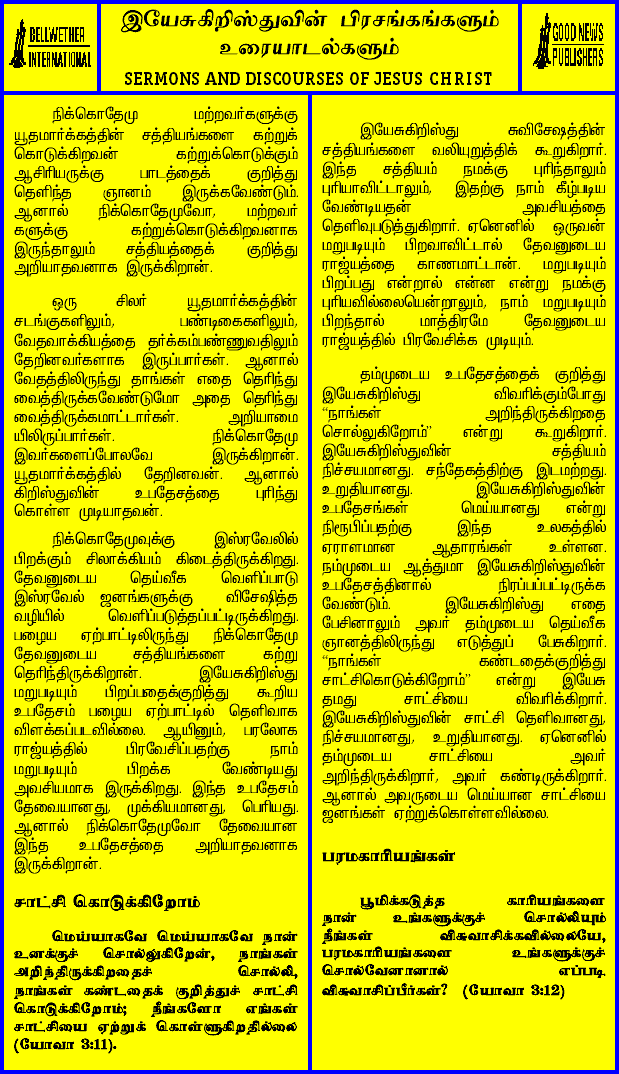 BELLWETHER
INTERNATIONAL
இயேசுகிறிஸ்துவின் பிரசங்கங்களும்
உரையாடல்களும்
SERMONS AND DISCOURSES OF JESUS CHRIST
GOOD NEWS
PUBLISHERS
நிக்கொதேமு மற்றவர்களுக்கு
யூதமார்க்கத்தின் சத்தியங்களை கற்றுக்
கொடுக்கிறவன் கற்றுக்கொடுக்கும்
ஆசிரியருக்கு பாடத்தைக் குறித்து
தெளிந்த ஞானம் இருக்கவேண்டும்.
ஆனால் நிக்கொதேமுவோ, மற்றவர்
களுக்கு கற்றுக்கொடுக்கிறவனாக
இருந்தாலும் சத்தியத்தைக் குறித்து
அறியாதவனாக இருக்கிறான்.
ஒரு சிலர் யூதமார்க்கத்தின்
சடங்குகளிலும், பண்டிகைகளிலும்,
வேதவாக்கியத்தை தர்க்கம்பண்ணுவதிலும்
தேறினவர்களாக இருப்பார்கள். ஆனால்
வேதத்திலிருந்து தாங்கள் எதை தெரிந்து
வைத்திருக்கவேண்டுமோ அதை தெரிந்து
வைத்திருக்கமாட்டார்கள். அறியாமை
யிலிருப்பார்கள். நிக்கொதேமு
இவர்களைப்போலவே இருக்கிறான்.
யூதமார்க்கத்தில் தேறினவன். ஆனால்
கிறிஸ்துவின் உபதேசத்தை புரிந்து
கொள்ள முடியாதவன்.
நிக்கொதேமுவுக்கு இஸ்ரவேலில்
பிறக்கும் சிலாக்கியம் கிடைத்திருக்கிறது.
தேவனுடைய தெய்வீக வெளிப்பாடு
இஸ்ரவேல் ஜனங்களுக்கு விசேஷித்த
வழியில் வெளிப்படுத்தப்பட்டிருக்கிறது.
பழைய ஏற்பாட்டிலிருந்து நிக்கொதேமு
தேவனுடைய சத்தியங்களை கற்று
தெரிந்திருக்கிறான். இயேசுகிறிஸ்து
மறுபடியும் பிறப்பதைக்குறித்து கூறிய
உபதேசம் பழைய ஏற்பாட்டில் தெளிவாக
விளக்கப்படவில்லை. ஆயினும், பரலோக
ராஜ்யத்தில் பிரவேசிப்பதற்கு நாம்
மறுபடியும் பிறக்க வேண்டியது
அவசியமாக இருக்கிறது. இந்த உபதேசம்
தேவையானது, முக்கியமானது, பெரியது.
ஆனால் நிக்கொதேமுவோ தேவையான
இந்த உபதேசத்தை அறியாதவனாக
இருக்கிறான்.
சாட்சி கொடுக்கிறோம்
மெய்யாகவே மெய்யாகவே நான்
உனக்குச் சொல்லுகிறேன், நாங்கள்
அறிந்திருக்கிறதைச் சொல்லி,
நாங்கள் கண்டதைக் குறித்துச் சாட்சி
கொடுக்கிறோம்; நீங்களோ எங்கள்
சாட்சியை ஏற்றுக் கொள்ளுகிறதில்லை
(யோவா 3:11).
இயேசுகிறிஸ்து சுவிசேஷத்தின்
சத்தியங்களை வலியுறுத்திக் கூறுகிறார்.
இந்த சத்தியம் நமக்கு புரிந்தாலும்
புரியாவிட்டாலும், இதற்கு நாம் கீழ்படிய
வேண்டியதன் அவசியத்தை
தெளிவுபடுத்துகிறார். ஏனெனில் ஒருவன்
மறுபடியும் பிறவாவிட்டால் தேவனுடைய
ராஜ்யத்தை காணமாட்டான். மறுபடியும்
பிறப்பது என்றால் என்ன என்று நமக்கு
புரியவில்லையென்றாலும், நாம் மறுபடியும்
பிறந்தால் மாத்திரமே தேவனுடைய
ராஜ்யத்தில் பிரவேசிக்க முடியும்.
தம்முடைய உபதேசத்தைக் குறித்து
இயேசுகிறிஸ்து விவரிக்கும்போது
“நாங்கள் அறிந்திருக்கிறதை
சொல்லுகிறோம்” என்று கூறுகிறார்.
இயேசுகிறிஸ்துவின் சத்தியம்
நிச்சயமானது. சந்தேகத்திற்கு இடமற்றது.
உறுதியானது. இயேசுகிறிஸ்துவின்
உபதேசங்கள் மெய்யானது என்று
நிரூபிப்பதற்கு இந்த உலகத்தில்
ஏராளமான ஆதாரங்கள் உள்ளன.
நம்முடைய ஆத்துமா இயேசுகிறிஸ்துவின்
உபதேசத்தினால் நிரப்பப்பட்டிருக்க
வேண்டும். இயேசுகிறிஸ்து எதை
பேசினாலும் அவர் தம்முடைய தெய்வீக
ஞானத்திலிருந்து எடுத்துப் பேசுகிறார்.
“நாங்கள் கண்டதைக்குறித்து
சாட்சிகொடுக்கிறோம்” என்று இயேசு
தமது சாட்சியை விவரிக்கிறார்.
இயேசுகிறிஸ்துவின் சாட்சி தெளிவானது,
நிச்சயமானது, உறுதியானது. ஏனெனில்
தம்முடைய சாட்சியை அவர்
அறிந்திருக்கிறார், அவர் கண்டிருக்கிறார்.
ஆனால் அவருடைய மெய்யான சாட்சியை
ஜனங்கள் ஏற்றுக்கொள்ளவில்லை.
பரமகாரியங்கள்
பூமிக்கடுத்த காரியங்களை
நான் உங்களுக்குச் சொல்லியும்
நீங்கள் விசுவாசிக்கவில்லையே,
பரமகாரியங்களை உங்களுக்குச்
சொல்வேனானால் எப்படி
விசுவாசிப்பீர்கள்? (யோவா 3:12)